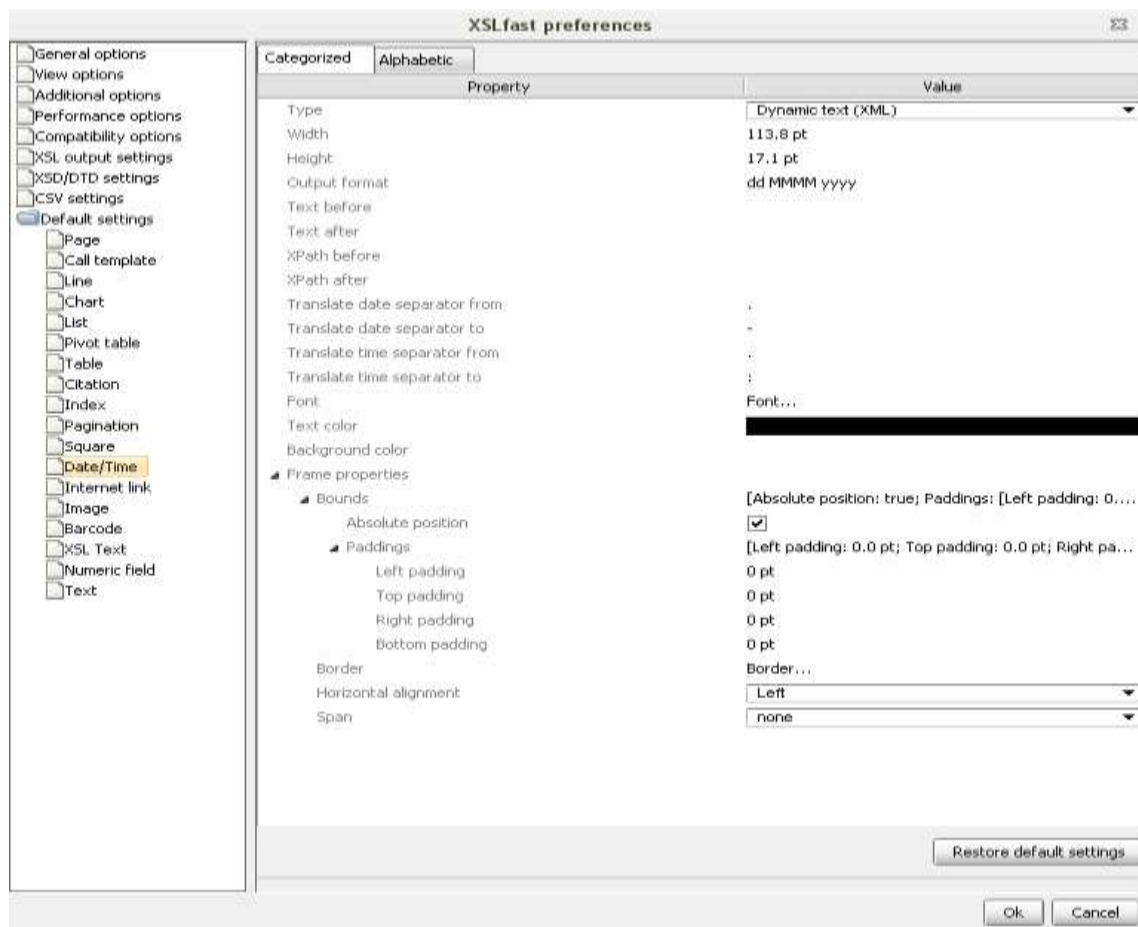 XSLfast preferences
General options
View options
Additional options
Performance options
Compatibility options
XSL output settings
XSD/DTD settings
CSV settings
Default settings
Page
Call template
Line
Chart
List
Pivot table
Table
Citation
Index
Pagination
Square
Date/Time
Internet link
Image
Barcode
XSL Text
Numeric field
Text
Categorized Alphabetic
Property Value
Type Dynamic text (XML)
Width 113.8 pt
Height 17.1 pt
Output format dd MMMM yyyy
Text before
Text after
XPath before
XPath after
Translate date separator from .
Translate date separator to -
Translate time separator from .
Translate time separator to :
Font Font...
Text color
Background color
Frame properties
Bounds [Absolute position: true; Paddings: [Left padding: 0....
Absolute position
Paddings [Left padding: 0.0 pt; Top padding: 0.0 pt; Right pa...
Left padding 0 pt
Top padding 0 pt
Right padding 0 pt
Bottom padding 0 pt
Border Border...
Horizontal alignment Left
Span none
Restore default settings
Ok Cancel